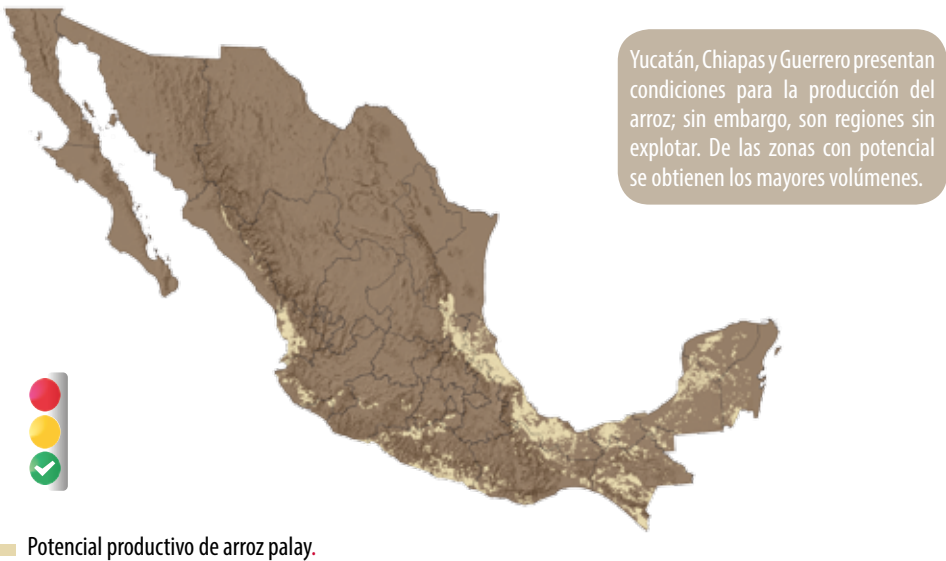 Yucatán, Chiapas y Guerrero presentan
condiciones para la producción del
arroz; sin embargo, son regiones sin
explotar. De las zonas con potencial
se obtienen los mayores volúmenes.
Potencial productivo de arroz palay.